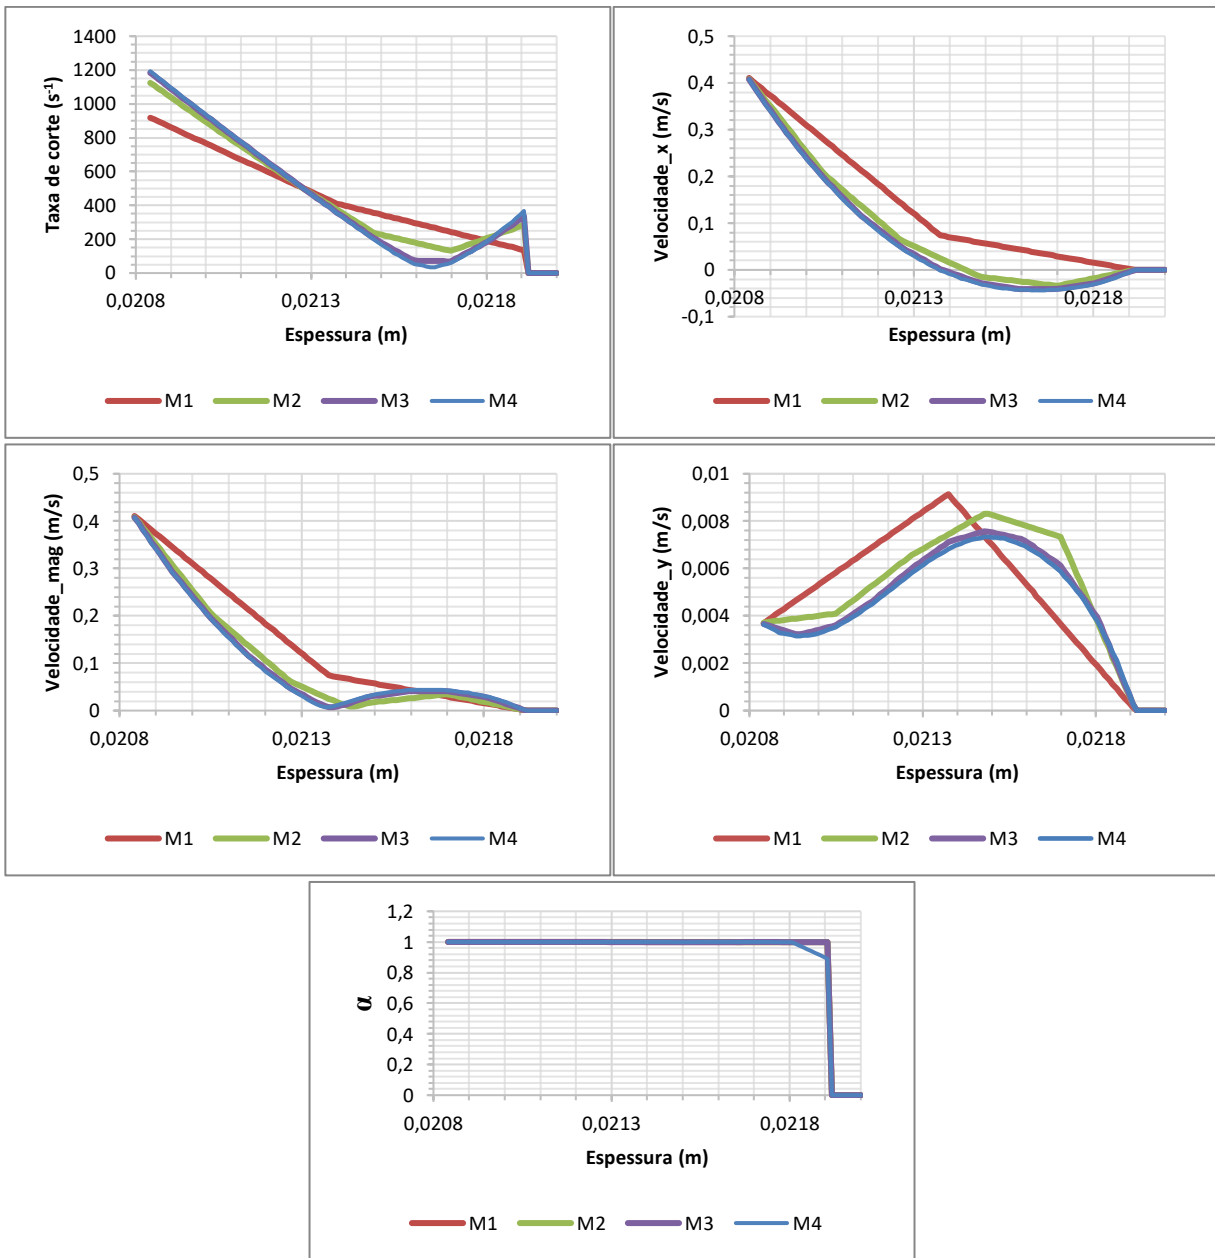 Taxa de corte (s-1)
1400
1200
1000
800
600
400
200
0
0,0208
0,0213
0,0218
Espessura (m)
M1
M2
M3
M4
Velocidade_x (m/s)
0,5
0,4
0,3
0,2
0,1
0
-0,1
0,0208
0,0213
0,0218
Espessura (m)
M1
M2
M3
M4
Velocidade_mag (m/s)
0,5
0,4
0,3
0,2
0,1
0
0,0208
0,0213
0,0218
Espessura (m)
M1
M2
M3
M4
Velocidade_y (m/s)
0,01
0,008
0,006
0,004
0,002
0,000
0,0208
0,0213
0,0218
Espessura (m)
M1
M2
M3
M4
α
1,2
1
0,8
0,6
0,4
0,2
0
0,0208
0,0213
0,0218
Espessura (m)
M1
M2
M3
M4